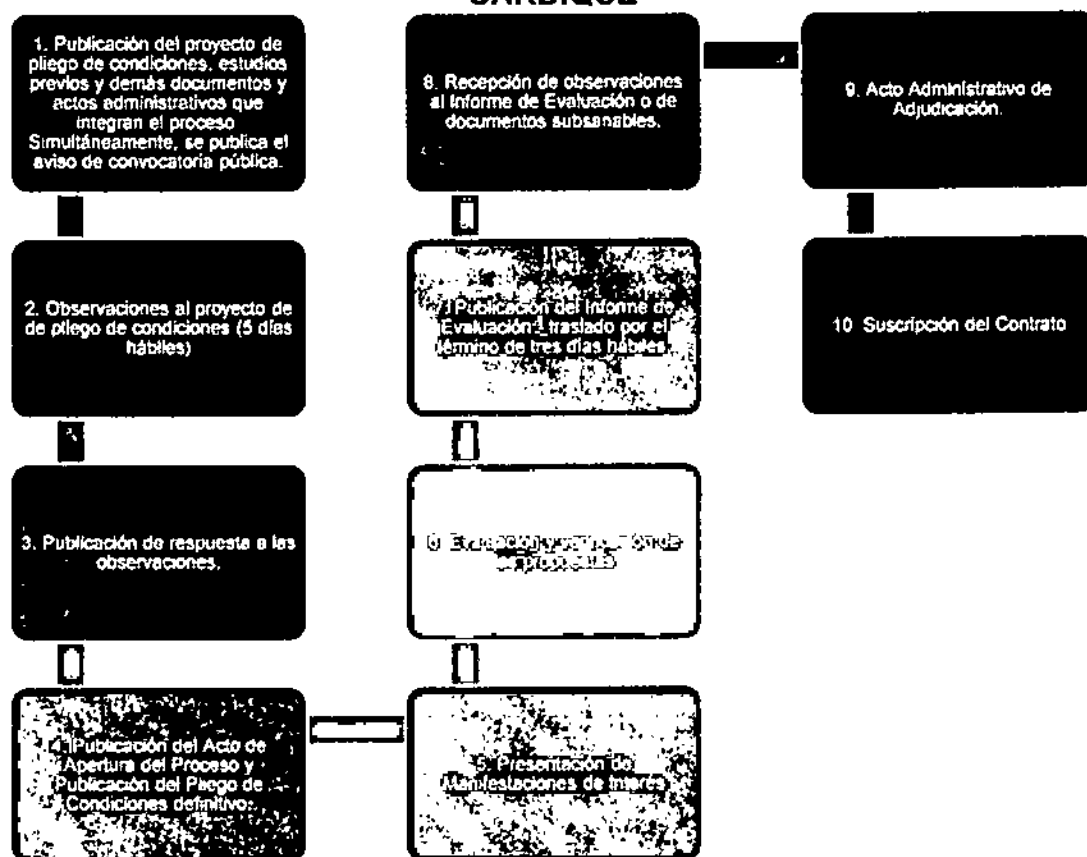 CARDIQUE
1. Publicación del proyecto de
pliego de condiciones, estudios
previos y demás documentos y
actos administrativos que
integran el proceso
Simultáneamente, se publica el
aviso de convocatoria pública.
2. Observaciones al proyecto de
de pliego de condiciones (5 días
hábiles)
3. Publicación de respuesta a las
observaciones.
4. Publicación del Acto de
Apertura del Proceso y
Publicación del Pliego de
Condiciones definitivo.
5. Presentación de
Manifestaciones de Interés
6. Evaluación
7. Publicación del Informe de
Evaluación y traslado por el
término de tres días hábiles.
8. Recepción de observaciones
al Informe de Evaluación o de
documentos subsanables.
9. Acto Administrativo de
Adjudicación.
10. Suscripción del Contrato